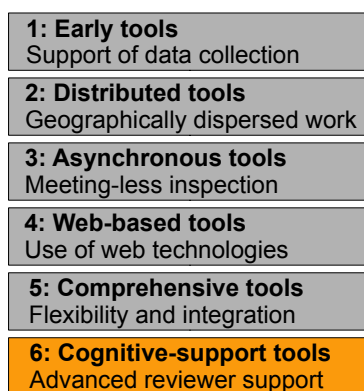 1: Early tools
Support of data collection
2: Distributed tools
Geographically dispersed work
3: Asynchronous tools
Meeting-less inspection
4: Web-based tools
Use of web technologies
5: Comprehensive tools
Flexibility and integration
6: Cognitive-support tools
Advanced reviewer support